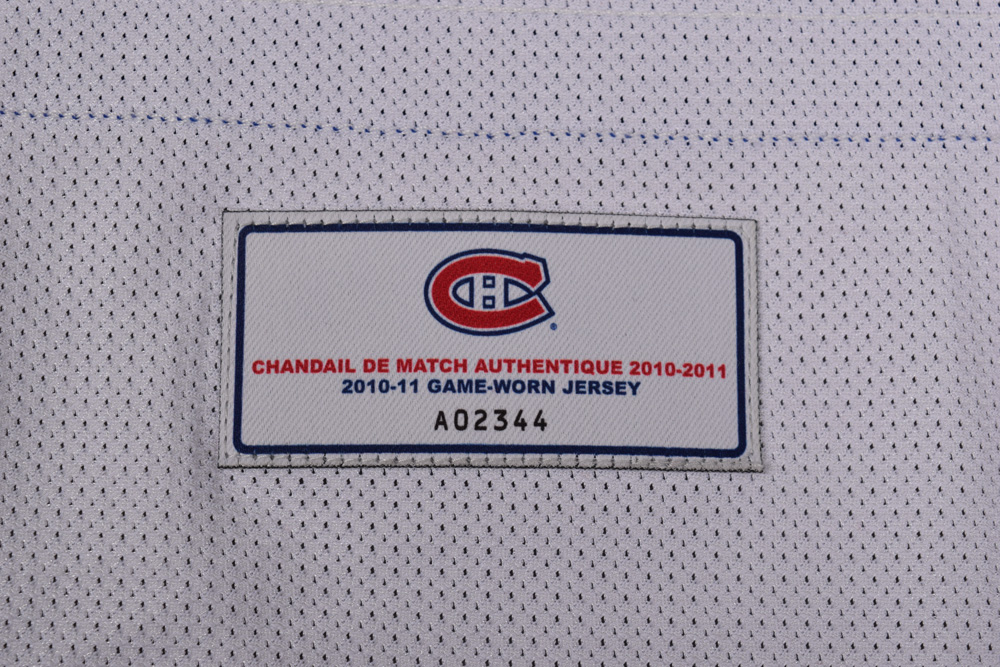 CHANDAIL DE MATCH AUTHENTIQUE 2010-2011
2010-11 GAME-WORN JERSEY
A02344